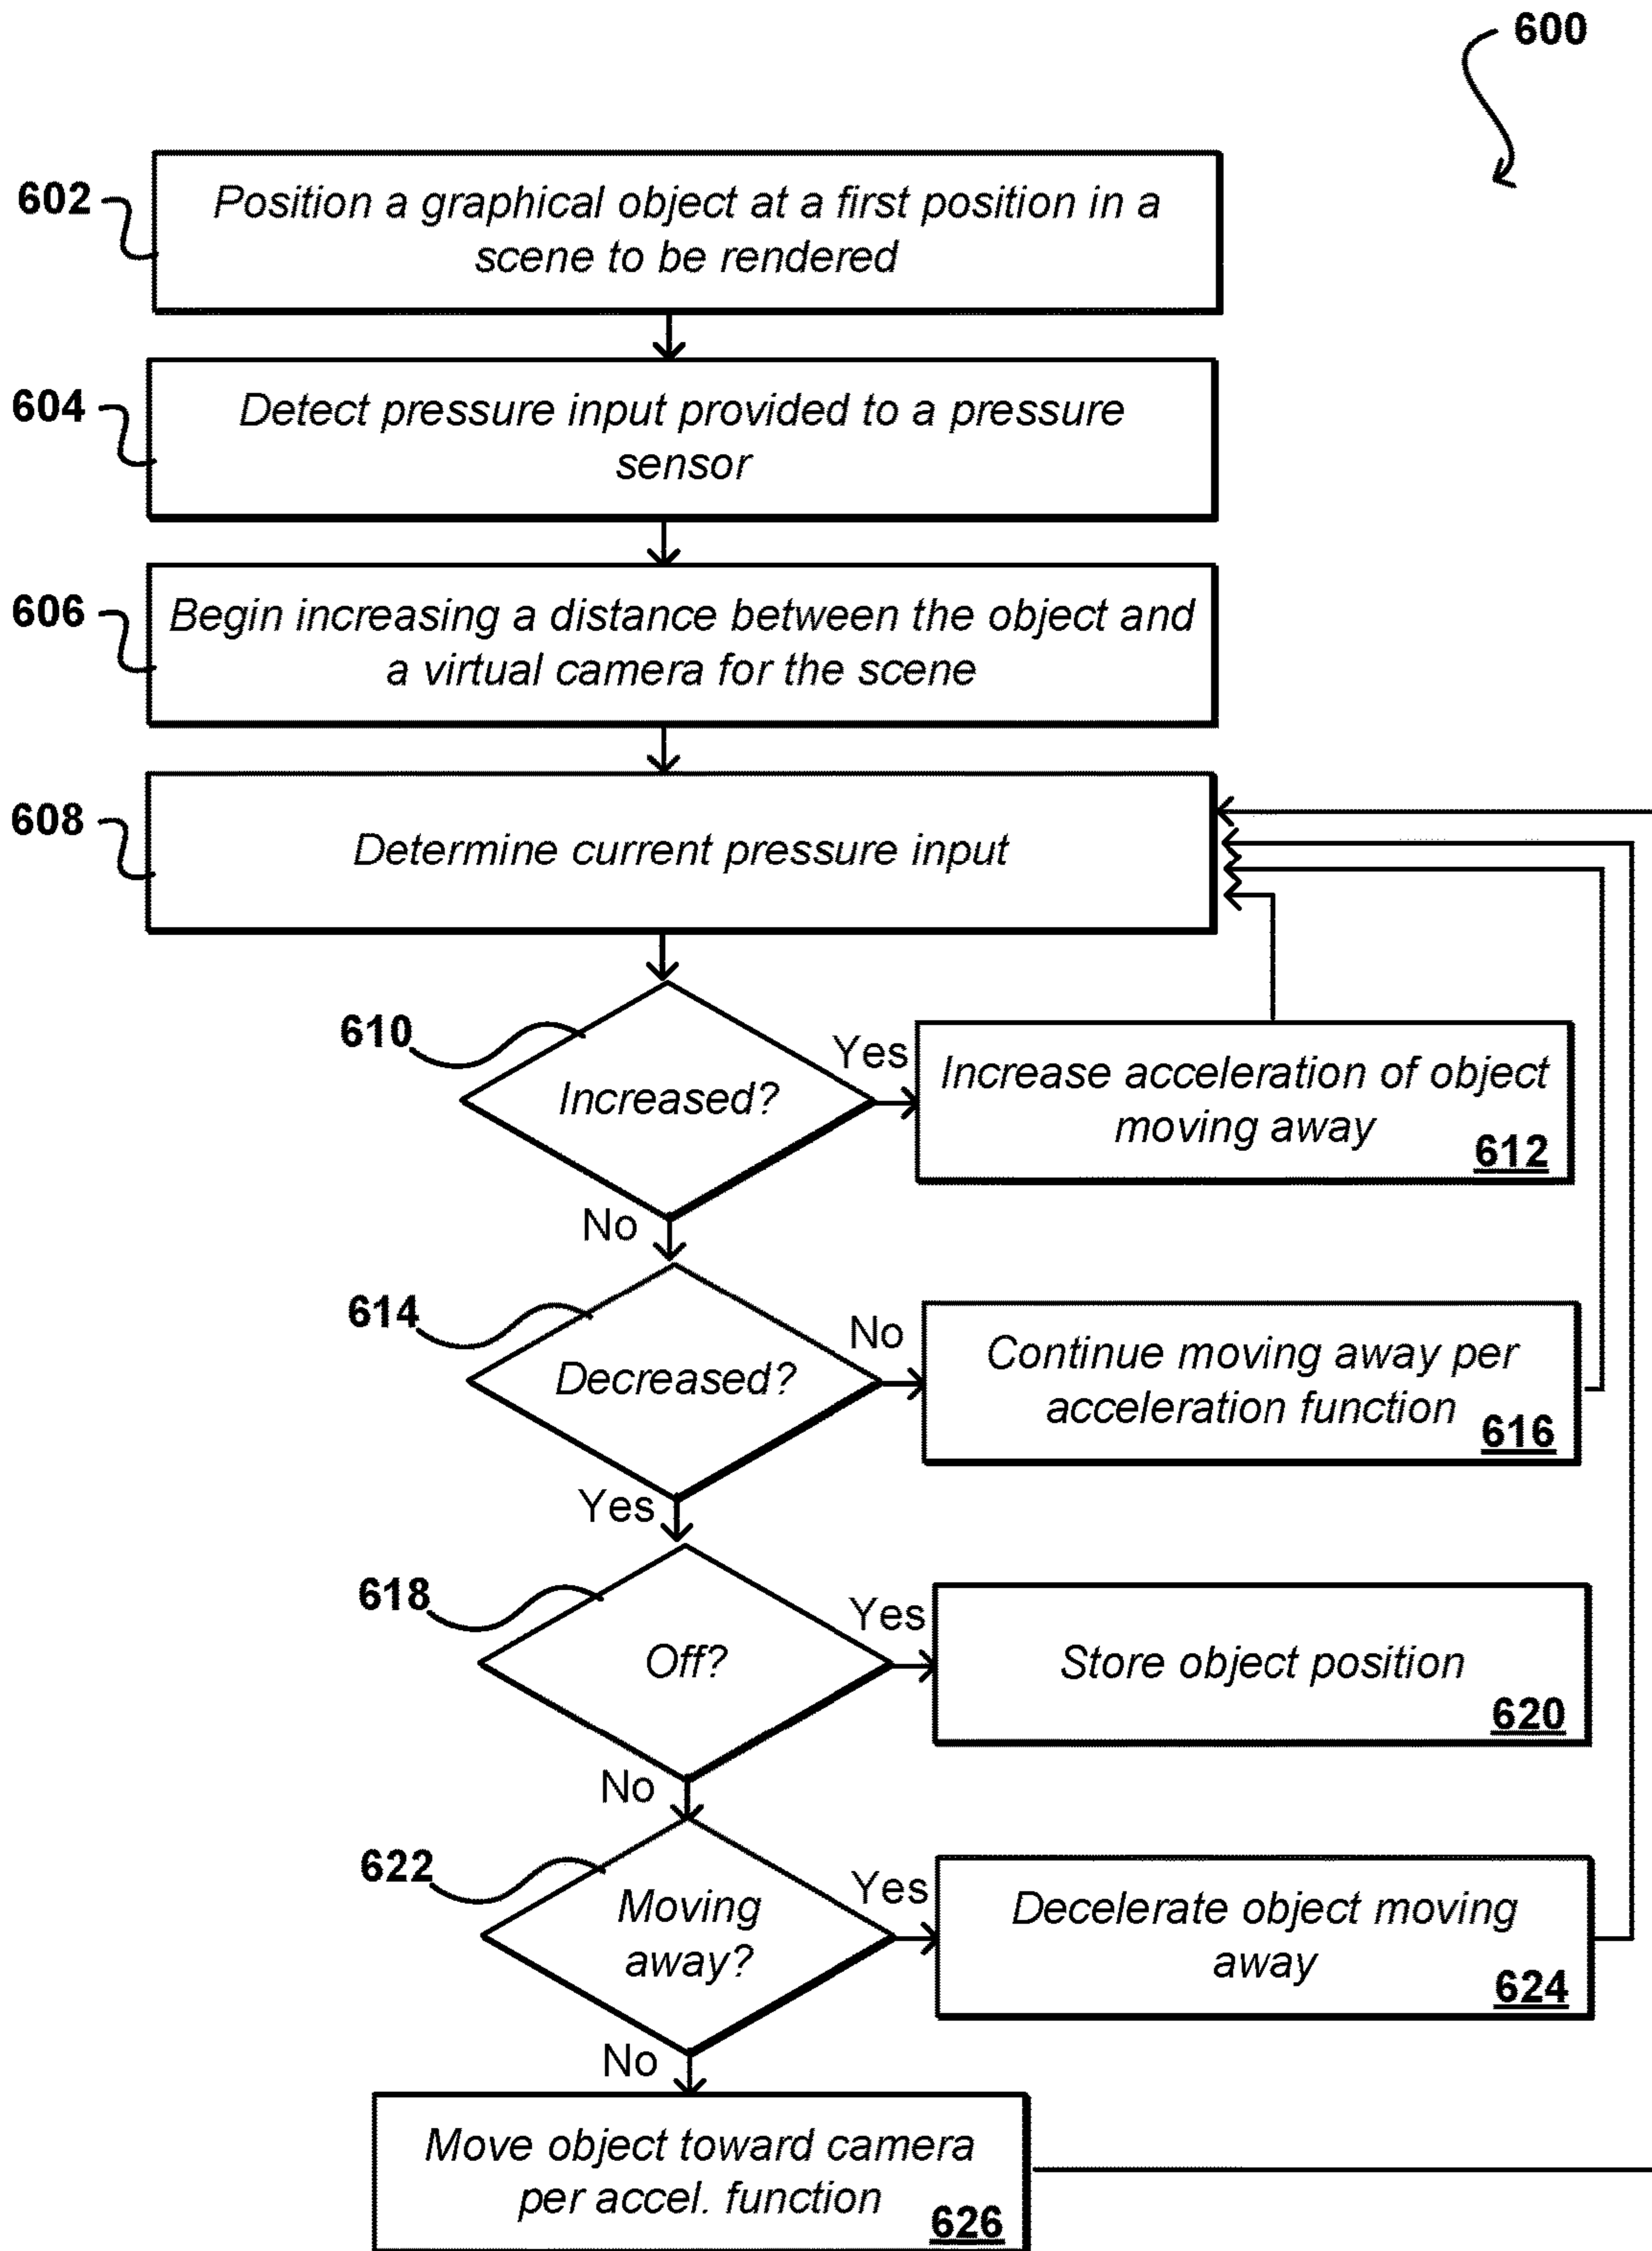 600
602
Position a graphical object at a first position in a
scene to be rendered
604
Detect pressure input provided to a pressure
sensor
606
Begin increasing a distance between the object and
a virtual camera for the scene
608
Determine current pressure input
610
Increased?
Yes
Increase acceleration of object
moving away
612
No
614
Decreased?
No
Continue moving away per
acceleration function
616
Yes
618
Off?
Yes
Store object position
620
No
622
Moving
away?
Yes
Decelerate object moving
away
624
No
Move object toward camera
per accel. function
626